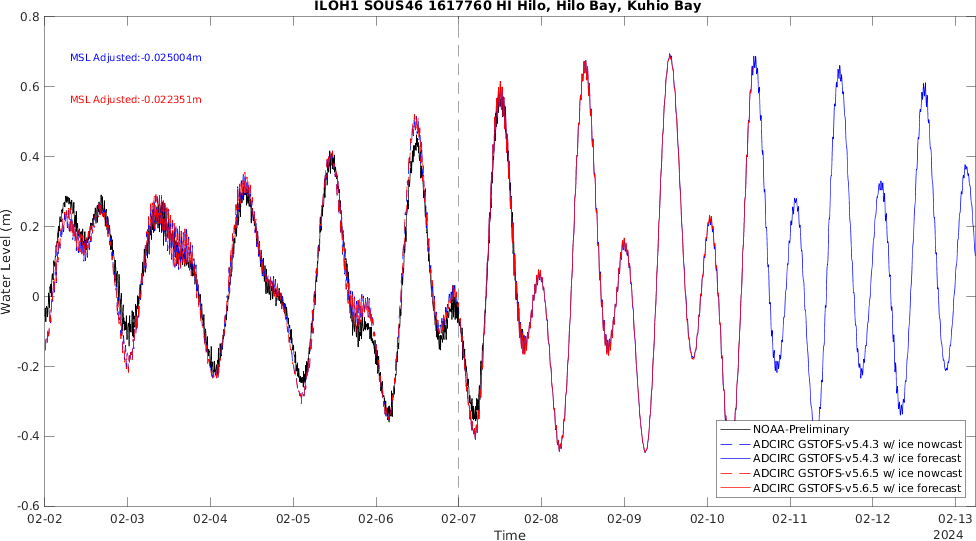 ILOH1 SOUS46 1617760 HI Hilo, Hilo Bay, Kuhio Bay
MSL Adjusted:-0.025004m
MSL Adjusted:-0.022351m
Water Level (m)
0.8
0.6
0.4
0.2
0
-0.2
-0.4
-0.6
NOAA-Preliminary
ADCIRC GSTOFS-v5.4.3 w/ ice nowcast
ADCIRC GSTOFS-v5.4.3 w/ ice forecast
ADCIRC GSTOFS-v5.6.5 w/ ice nowcast
ADCIRC GSTOFS-v5.6.5 w/ ice forecast
02-02 02-03 02-04 02-05 02-06 02-07 02-08 02-09 02-10 02-11 02-12 02-13
Time
2024